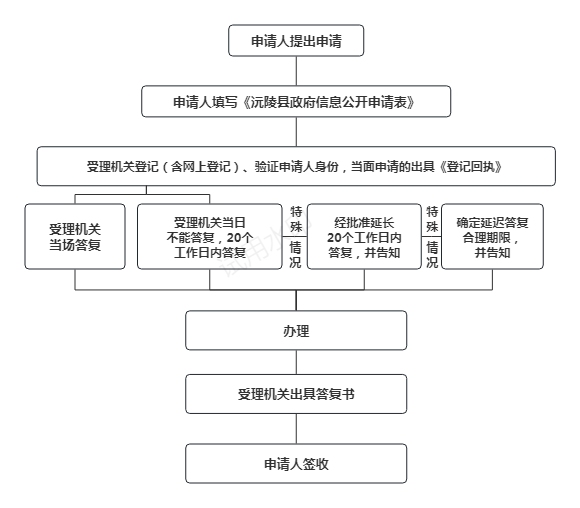 申请人提出申请
申请人填写《沅陵县政府信息公开申请表》
受理机关登记（含网上登记）、验证申请人身份，当面申请的出具《登记回执》
受理机关
当场答复
受理机关当日
不能答复，20个
工作日内答复
特
殊
情
况
经批准延长
20个工作日内
答复，并告知
特
殊
情
况
确定延迟答复
合理期限，
并告知
办理
受理机关出具答复书
申请人签收